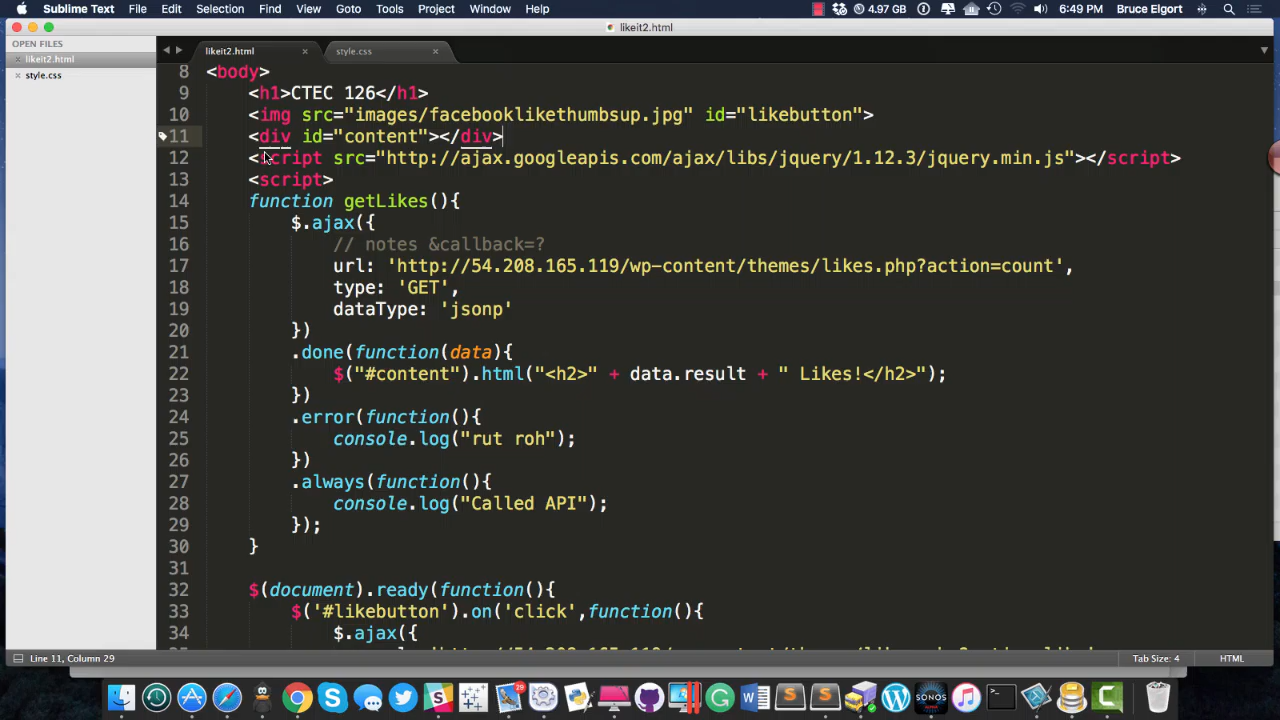 Sublime Text File Edit Selection Find View Goto Tools Project Window Help 4.97 GB 6:49 PM Bruce Elgort
likeit2.html
OPEN FILES
likeit2.html
style.css
likeit2.html style.css
8 <body>
9 <h1>CTEC 126</h1>
10 <img src="images/facebooklikethumbsup.jpg" id="likebutton">
11 <div id="content"></div>
12 <script src="http://ajax.googleapis.com/ajax/libs/jquery/1.12.3/jquery.min.js"></script>
13 <script>
14 function getLikes(){
15 $.ajax({
16 // notes &callback=?
17 url: 'http://54.208.165.119/wp-content/themes/likes.php?action=count',
18 type: 'GET',
19 dataType: 'jsonp'
20 })
21 .done(function(data){
22 $("#content").html("<h2>" + data.result + " Likes!</h2>");
23 })
24 .error(function(){
25 console.log("rut roh");
26 })
27 .always(function(){
28 console.log("Called API");
29 });
30 }
31
32 $(document).ready(function(){
33 $('#likebutton').on('click',function(){
34 $.ajax({
Line 11, Column 29 Tab Size: 4 HTML
29
SONOS